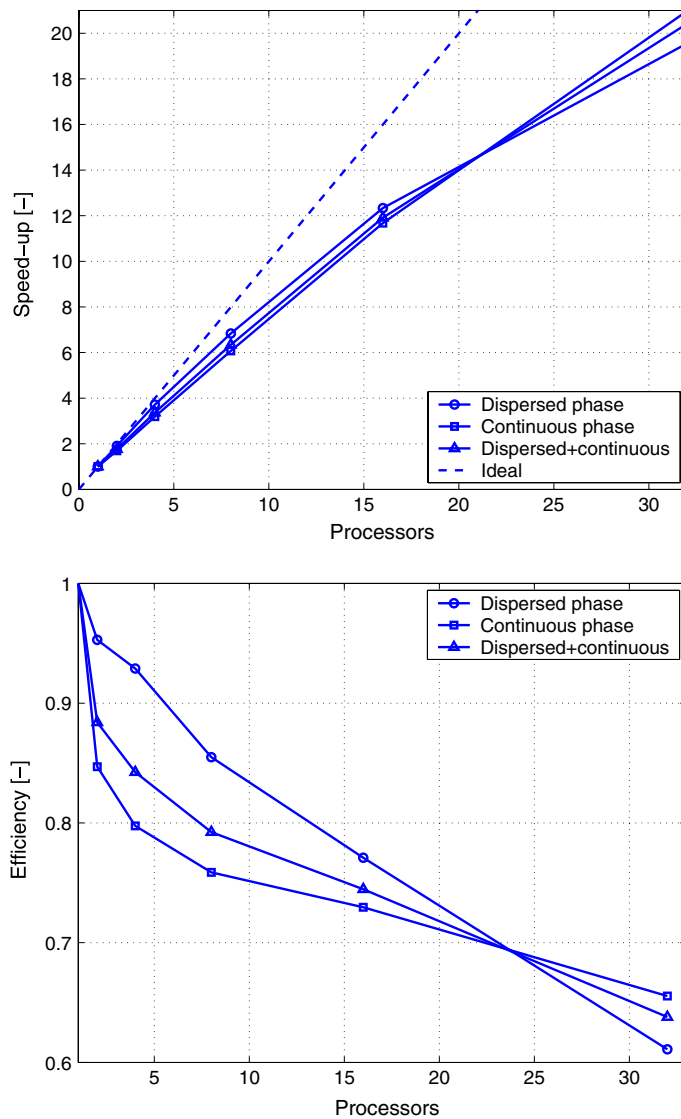 20
18
16
14
12
10
8
6
4
2
0
Speed-up [-]
Dispersed phase
Continuous phase
Dispersed+continuous
Ideal
0 5 10 15 20 25 30
Processors
1
0.9
0.8
0.7
0.6
Efficiency [-]
Dispersed phase
Continuous phase
Dispersed+continuous
5 10 15 20 25 30
Processors